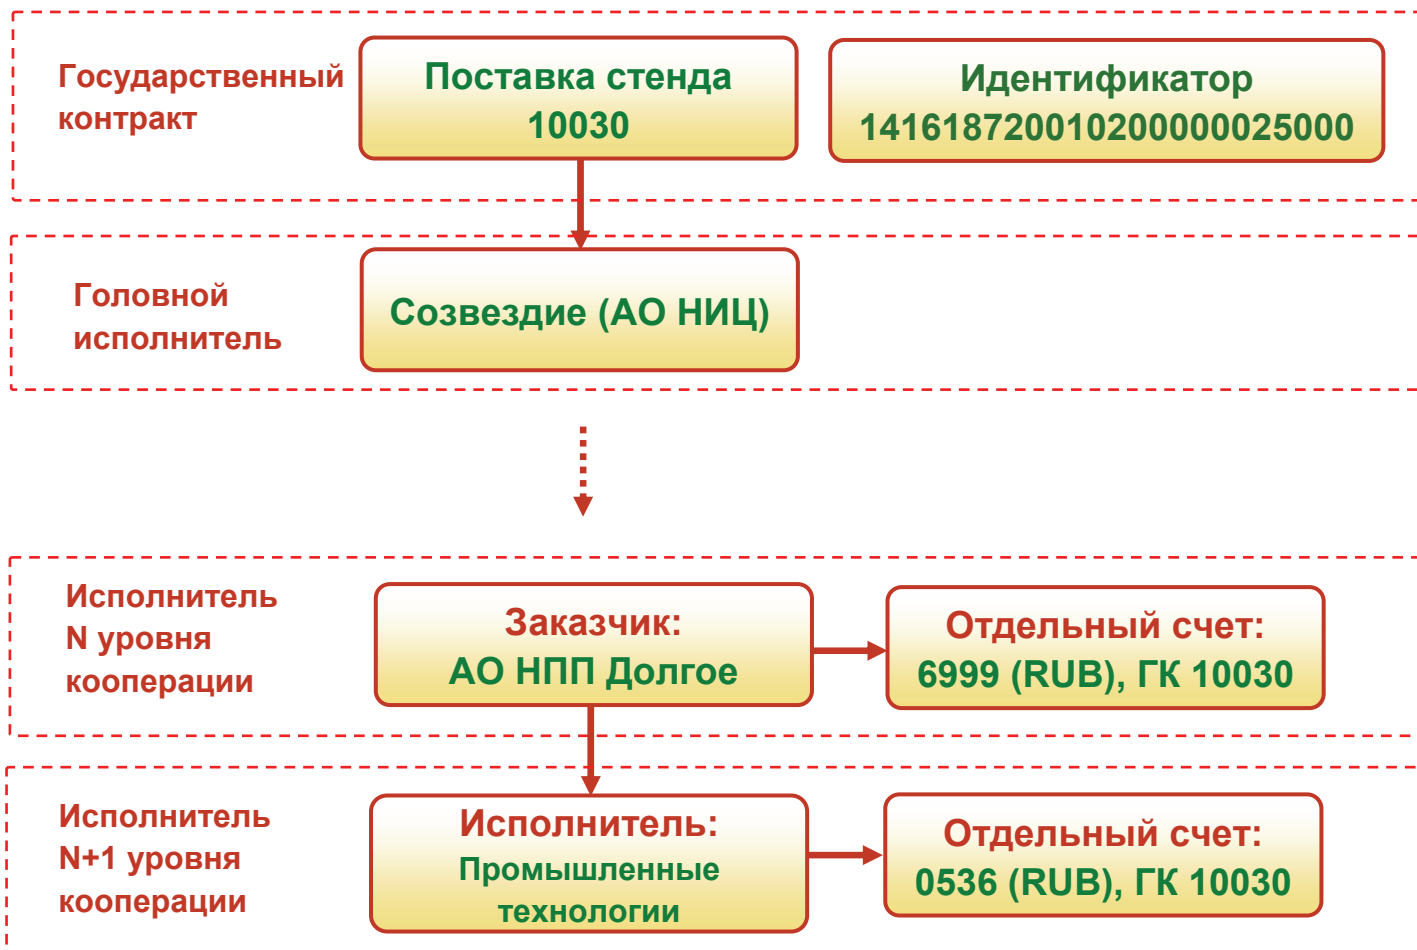 Государственный
контракт
Поставка стенда
10030
Идентификатор
1416187200102000000025000
Головной
исполнитель
Созвездие (АО НИЦ)
Исполнитель
N уровня
кооперации
Заказчик:
АО НПП Долгое
Отдельный счет:
6999 (RUB), ГК 10030
Исполнитель
N+1 уровня
кооперации
Исполнитель:
Промышленные
технологии
Отдельный счет:
0536 (RUB), ГК 10030